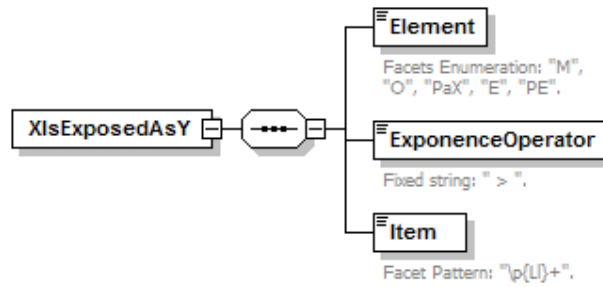 Element
Facets Enumeration: "M",
"O", "PaX", "E", "PE".
XIsExposedAsY
ExponenceOperator
Fixed string: " > ".
Item
Facet Pattern: "\p{Ll}+".